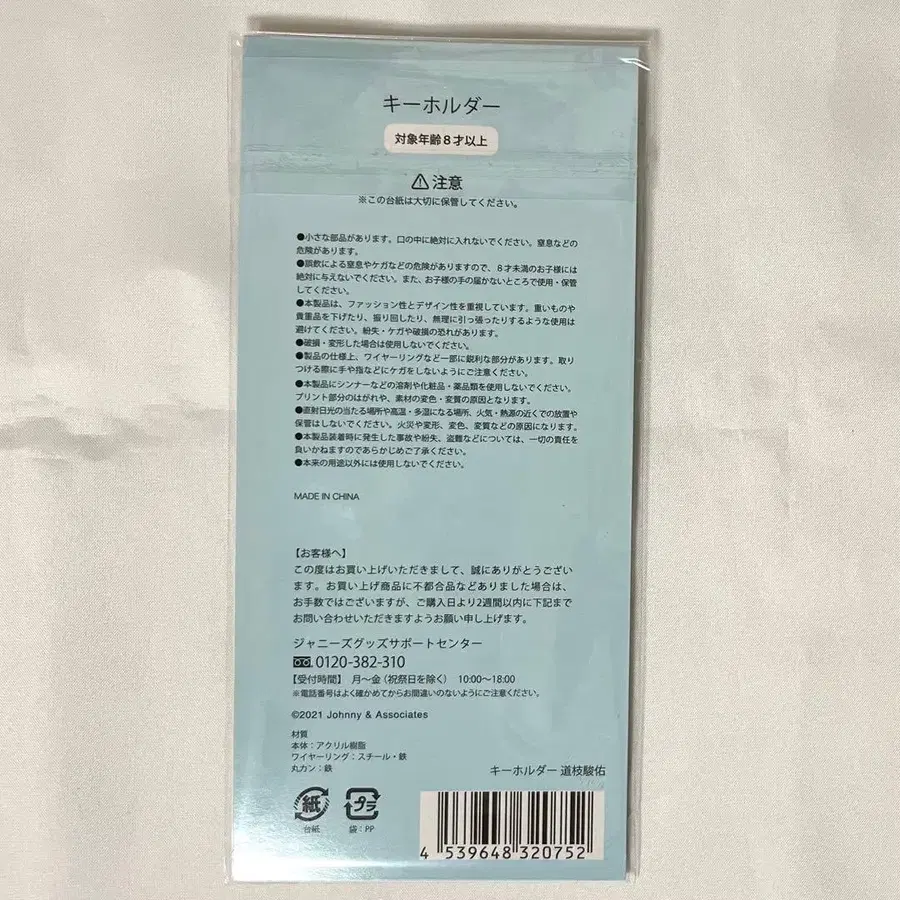 キーホルダー
対象年齢8才以上
⚠注意
※この台紙は大切に保管してください。
●小さな部品があります。口の中に絶対に入れないでください。窒息などの
危険があります。
●誤飲による窒息やケガなどの危険がありますので、8才未満のお子様には
絶対に与えないでください。また、お子様の手の届かないところで使用・保管
してください。
●本製品は、ファッション性とデザイン性を重視しています。重いものや
貴重品を下げたり、振り回したり、無理に引っ張ったりするような使用は
避けてください。紛失・ケガや破損の恐れがあります。
●破損・変形した場合は使用しないでください。
●製品の仕様上、ワイヤーリングなど一部に鋭利な部分があります。取り
つける際に手や指などにケガをしないようにご注意ください。
●本製品にシンナーなどの溶剤や化粧品・薬品類を使用しないでください。
プリント部分のはがれや、素材の変色・変質の原因となります。
●直射日光の当たる場所や高温・多湿になる場所、火気・熱源の近くでの放置や
保管はしないでください。火災や変形、変色、変質などの原因になります。
●本製品装着時に発生した事故や紛失、盗難などについては、一切の責任を
負いかねますのであらかじめご了承ください。
●本来の用途以外には使用しないでください。
MADE IN CHINA
【お客様へ】
この度はお買い上げいただきまして、誠にありがとうござい
ます。お買い上げ商品に不都合品などありました場合は、
お手数ではございますが、ご購入日より2週間以内に下記まで
お問い合わせいただきますようお願い申し上げます。
ジャニーズグッズサポートセンター
0120-382-310
【受付時間】 月〜金（祝祭日を除く） 10:00〜18:00
※電話番号はよく確かめてからお間違いのないようにご注意ください。
©2021 Johnny & Associates
材質
本体：アクリル樹脂
ワイヤーリング：スチール・鉄
丸カン：鉄
キーホルダー 道枝駿佑
紙
台紙
プラ
袋：PP
4 539648 320752